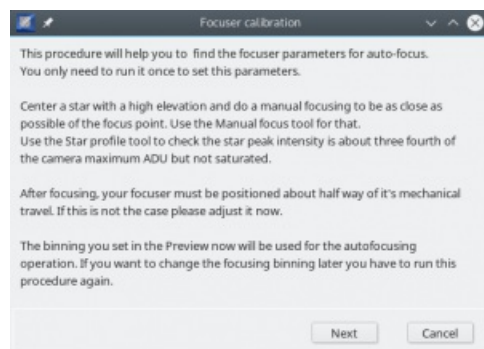 Focuser calibration
This procedure will help you to  find the focuser parameters for auto-focus.
You only need to run it once to set this parameters.
Center a star with a high elevation and do a manual focusing to be as close as
possible of the focus point. Use the Manual focus tool for that.
Use the Star profile tool to check the star peak intensity is about three fourth of
the camera maximum ADU but not saturated.
After focusing, your focuser must be positioned about half way of it's mechanical
travel. If this is not the case please adjust it now.
The binning you set in the Preview now will be used for the autofocusing
operation. If you want to change the focusing binning later you have to run this
procedure again.
Next Cancel